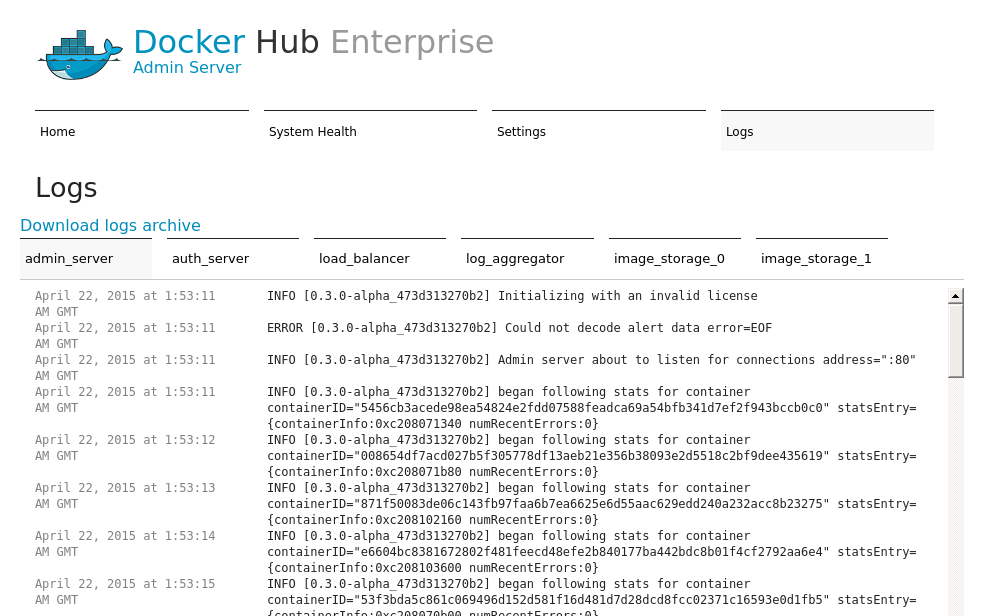 Docker Hub Enterprise
Admin Server
Home System Health Settings Logs
Logs
Download logs archive
admin_server auth_server load_balancer log_aggregator image_storage_0 image_storage_1
April 22, 2015 at 1:53:11 INFO [0.3.0-alpha_473d313270b2] Initializing with an invalid license
AM GMT
April 22, 2015 at 1:53:11 ERROR [0.3.0-alpha_473d313270b2] Could not decode alert data error=EOF
AM GMT
April 22, 2015 at 1:53:11 INFO [0.3.0-alpha_473d313270b2] Admin server about to listen for connections address=":80"
AM GMT
April 22, 2015 at 1:53:11 INFO [0.3.0-alpha_473d313270b2] began following stats for container
AM GMT containerID="5456cb3acede98ea54824e2fdd07588feadca69a54bfb341d7ef2f943bccb0c0" statsEntry=
{containerInfo:0xc208071340 numRecentErrors:0}
April 22, 2015 at 1:53:12 INFO [0.3.0-alpha_473d313270b2] began following stats for container
AM GMT containerID="008654df7acd027b5f305778df13aeb21e356b38093e2d5518c2bf9dee435619" statsEntry=
{containerInfo:0xc208071b80 numRecentErrors:0}
April 22, 2015 at 1:53:13 INFO [0.3.0-alpha_473d313270b2] began following stats for container
AM GMT containerID="871f50083de06c143fb97faa6b7ea6625e6d55aac629edd240a232acc8b23275" statsEntry=
{containerInfo:0xc208102160 numRecentErrors:0}
April 22, 2015 at 1:53:14 INFO [0.3.0-alpha_473d313270b2] began following stats for container
AM GMT containerID="e6604bc8381672802f481feecd48efe2b840177ba442bdc8b01f4cf2792aa6e4" statsEntry=
{containerInfo:0xc208103600 numRecentErrors:0}
April 22, 2015 at 1:53:15 INFO [0.3.0-alpha_473d313270b2] began following stats for container
AM GMT containerID="53f3bda5c861c069496d152d581f16d481d7d28dcd8fcc02371c16593e0d1fb5" statsEntry=
{containerInfo:0xc208070b00 numRecentErrors:0}